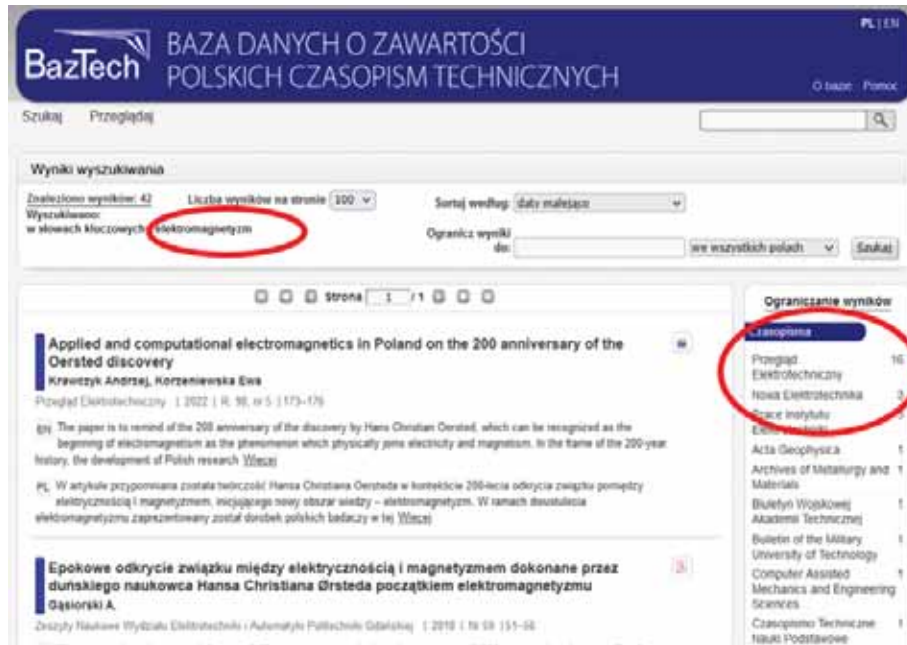 PL | EN
BazTech
BAZA DANYCH O ZAWARTOŚCI
POLSKICH CZASOPISM TECHNICZNYCH
O bazie Pomoc
Szukaj Przeglądaj
Wyniki wyszukiwania
Znaleziono wyników: 42 Liczba wyników na stronie 100 Sortuj według: daty malejąco
Wyszukiwano:
w słowach kluczowych: elektromagnetyzm
Ogranicz wyniki
do: we wszystkich polach Szukaj
Strona 1 / 1
Applied and computational electromagnetics in Poland on the 200 anniversary of the
Oersted discovery
Krawczyk Andrzej, Korzeniewska Ewa
Przegląd Elektrotechniczny | 2022 | R. 98, nr 5 | 173-176
EN The paper is to remind of the 200 anniversary of the discovery by Hans Christian Oersted, which can be recognized as the
beginning of electromagnetism as the phenomenon which physically joins electricity and magnetism. In the frame of the 200-year
history, the development of Polish research Więcej
PL W artykule przypomniana została twórczość Hansa Christiana Oersteda w kontekście 200-lecia odkrycia związku pomiędzy
elektrycznością i magnetyzmem, inicjującego nowy obszar wiedzy – elektromagnetyzm. W ramach dwustulecia
elektromagnetyzmu zaprezentowany został dorobek polskich badaczy w tej Więcej
Epokowe odkrycie związku między elektrycznością i magnetyzmem dokonane przez
duńskiego naukowca Hansa Christiana Ørsteda początkiem elektromagnetyzmu
Gąsiorski A.
Zeszyty Naukowe Wydziału Elektrotechniki i Automatyki Politechniki Gdańskiej | 2018 | Nr 59 | 51-56
Ograniczanie wyników
Czasopisma
Przegląd 16
Elektrotechniczny
Nowa Elektrotechnika 3
Prace Instytutu
Elektrotechniki
Acta Geophysica 1
Archives of Metallurgy and 1
Materials
Biuletyn Wojskowej 1
Akademii Technicznej
Bulletin of the Military 1
University of Technology
Computer Assisted 1
Mechanics and Engineering
Sciences
Czasopismo Techniczne 1
Nauki Podstawowe